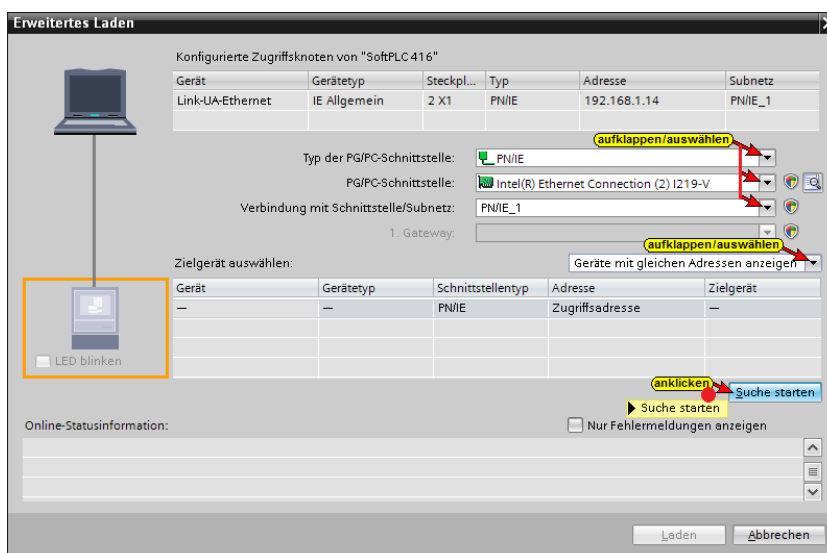 Erweitertes Laden
Konfigurierte Zugriffsknoten von "SoftPLC 416"
Gerät Gerätetyp Steckpl... Typ Adresse Subnetz
Link-UA-Ethernet IE Allgemein 2 X1 PN/IE 192.168.1.14 PN/IE_1
aufklappen/auswählen
Typ der PG/PC-Schnittstelle: PN/IE
PG/PC-Schnittstelle: Intel(R) Ethernet Connection (2) I219-V
Verbindung mit Schnittstelle/Subnetz: PN/IE_1
1. Gateway:
aufklappen/auswählen
Zielgerät auswählen: Geräte mit gleichen Adressen anzeigen
Gerät Gerätetyp Schnittstellentyp Adresse Zielgerät
— — PN/IE Zugriffsadresse —
LED blinken
anklicken
Suche starten
Suche starten
Online-Statusinformation: Nur Fehlermeldungen anzeigen
Laden Abbrechen